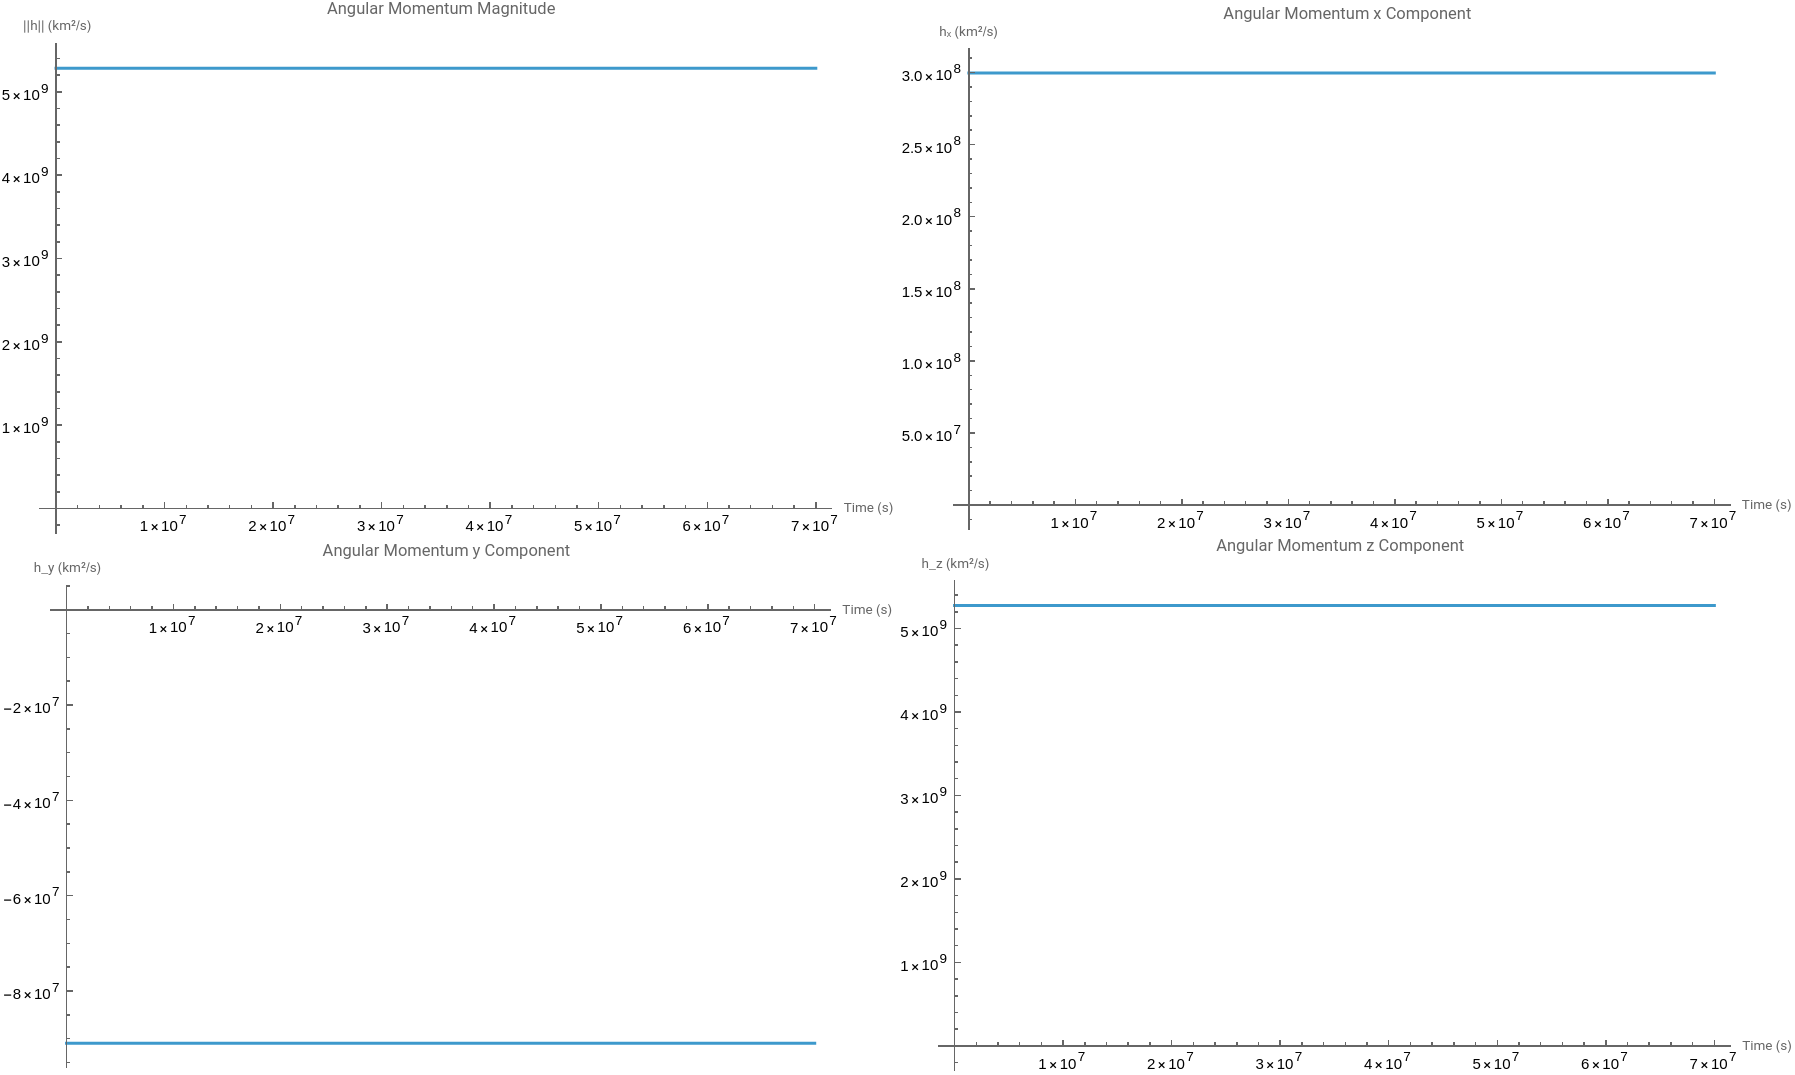 Angular Momentum Magnitude
||h|| (km²/s)
5×10⁹
4×10⁹
3×10⁹
2×10⁹
1×10⁹
1×10⁷ 2×10⁷ 3×10⁷ 4×10⁷ 5×10⁷ 6×10⁷ 7×10⁷ Time (s)
Angular Momentum x Component
hₓ (km²/s)
3.0×10⁸
2.5×10⁸
2.0×10⁸
1.5×10⁸
1.0×10⁸
5.0×10⁷
1×10⁷ 2×10⁷ 3×10⁷ 4×10⁷ 5×10⁷ 6×10⁷ 7×10⁷ Time (s)
Angular Momentum y Component
h_y (km²/s)
1×10⁷ 2×10⁷ 3×10⁷ 4×10⁷ 5×10⁷ 6×10⁷ 7×10⁷ Time (s)
−2×10⁷
−4×10⁷
−6×10⁷
−8×10⁷
Angular Momentum z Component
h_z (km²/s)
5×10⁹
4×10⁹
3×10⁹
2×10⁹
1×10⁹
1×10⁷ 2×10⁷ 3×10⁷ 4×10⁷ 5×10⁷ 6×10⁷ 7×10⁷ Time (s)